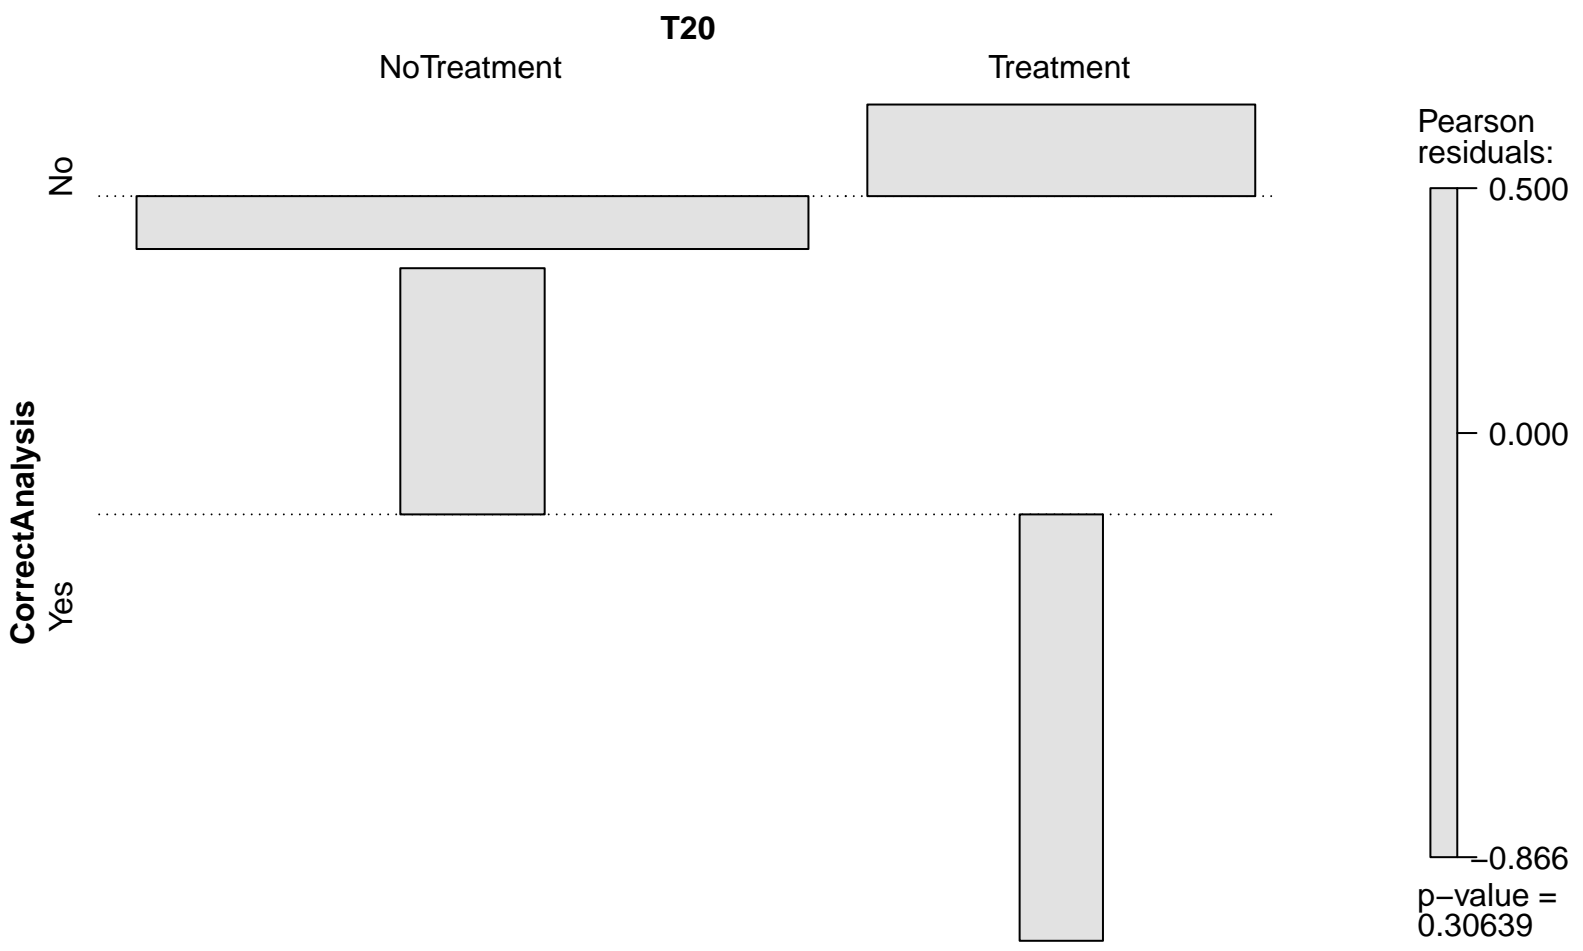 T20
NoTreatment Treatment
No
CorrectAnalysis
Yes
Pearson
residuals:
0.500
0.000
−0.866
p−value =
0.30639